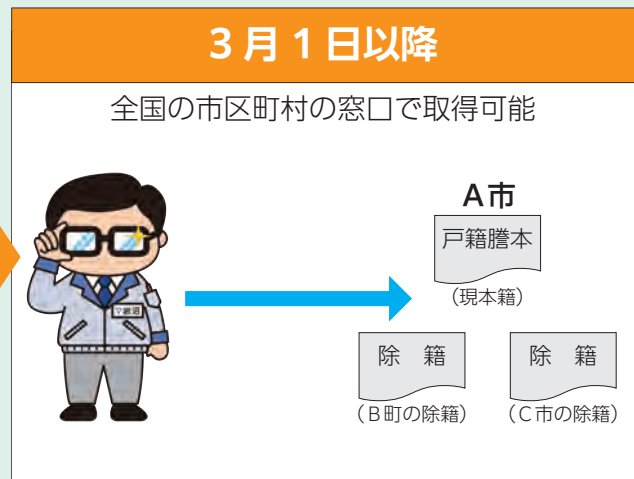 3月1日以降
全国の市区町村の窓口で取得可能
A市
戸籍謄本
（現本籍）
除　籍
除　籍
（B町の除籍）
（C市の除籍）